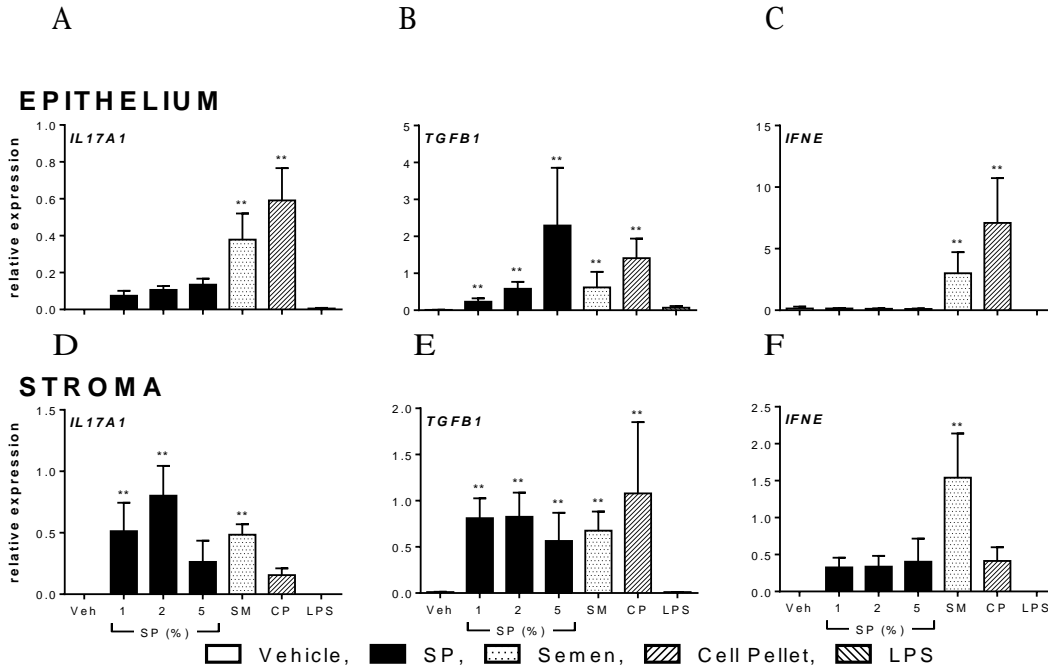 A B C
EPITHELIUM
relative expression
1.0
0.8
0.6
0.4
0.2
0.0
IL17A1
**
**
5
4
3
2
1
0
TGFB1
**
**
**
**
**
15
10
5
0
IFNE
**
**
D E F
STROMA
relative expression
1.5
1.0
0.5
0.0
IL17A1
**
**
**
Veh 1 2 5 SM CP LPS
SP (%)
2.0
1.5
1.0
0.5
0.0
TGFB1
**
**
**
**
**
Veh 1 2 5 SM CP LPS
SP (%)
2.5
2.0
1.5
1.0
0.5
0.0
IFNE
**
Veh 1 2 5 SM CP LPS
SP (%)
Vehicle, SP, Semen, Cell Pellet, LPS